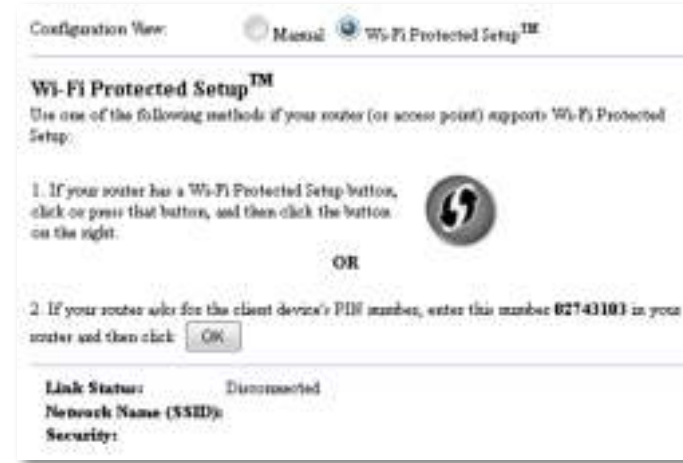 Configuration View: Manual Wi-Fi Protected Setup™
Wi-Fi Protected Setup™
Use one of the following methods if your router (or access point) supports Wi-Fi Protected
Setup:
1. If your router has a Wi-Fi Protected Setup button,
click or press that button, and then click the button
on the right.
OR
2. If your router asks for the client device's PIN number, enter this number 02743103 in your
router and then click OK
Link Status: Disconnected
Network Name (SSID):
Security: